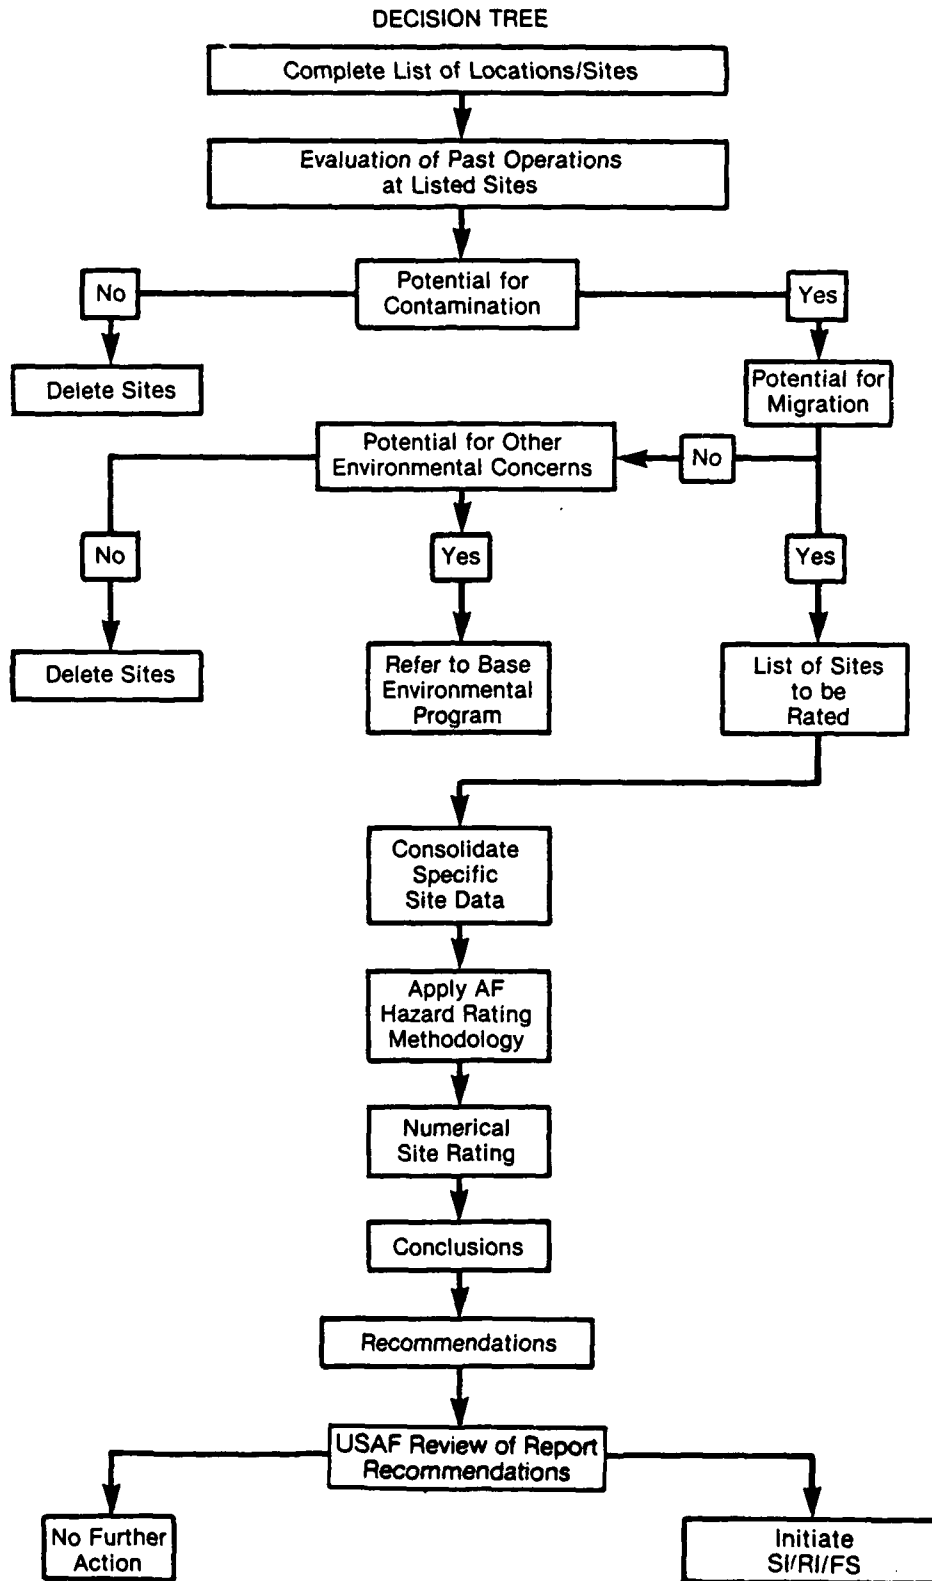 DECISION TREE
Complete List of Locations/Sites
Evaluation of Past Operations
at Listed Sites
Potential for
Contamination
No
Yes
Delete Sites
Potential for
Migration
Potential for Other
Environmental Concerns
No
No
Yes
Yes
Delete Sites
Refer to Base
Environmental
Program
List of Sites
to be
Rated
Consolidate
Specific
Site Data
Apply AF
Hazard Rating
Methodology
Numerical
Site Rating
Conclusions
Recommendations
USAF Review of Report
Recommendations
No Further
Action
Initiate
SI/RI/FS